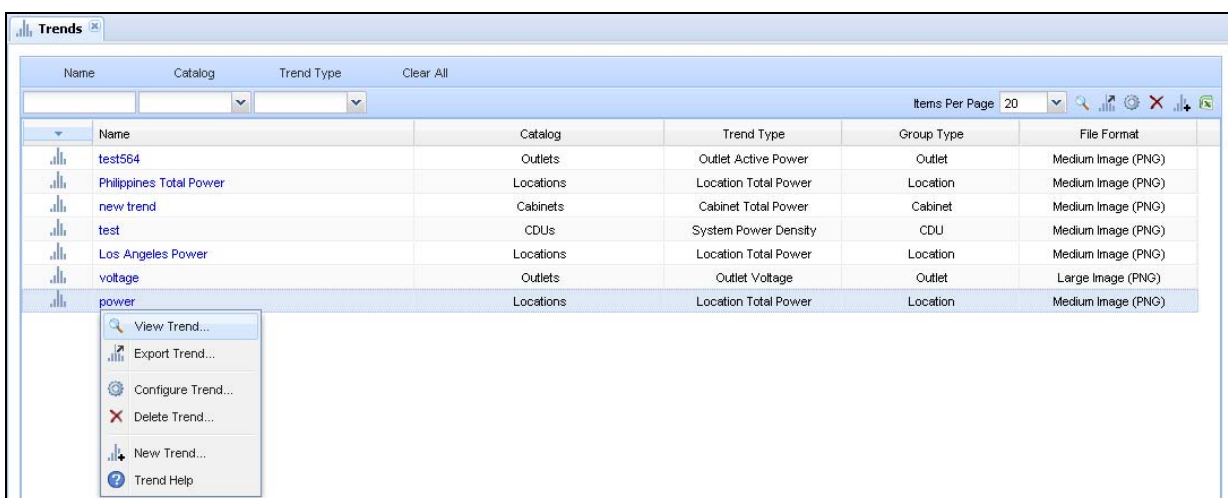 Trends
Name Catalog Trend Type Clear All
Items Per Page 20
Name Catalog Trend Type Group Type File Format
test564 Outlets Outlet Active Power Outlet Medium Image (PNG)
Philippines Total Power Locations Location Total Power Location Medium Image (PNG)
new trend Cabinets Cabinet Total Power Cabinet Medium Image (PNG)
test CDUs System Power Density CDU Medium Image (PNG)
Los Angeles Power Locations Location Total Power Location Medium Image (PNG)
voltage Outlets Outlet Voltage Outlet Large Image (PNG)
power Locations Location Total Power Location Medium Image (PNG)
View Trend...
Export Trend...
Configure Trend...
Delete Trend...
New Trend...
Trend Help